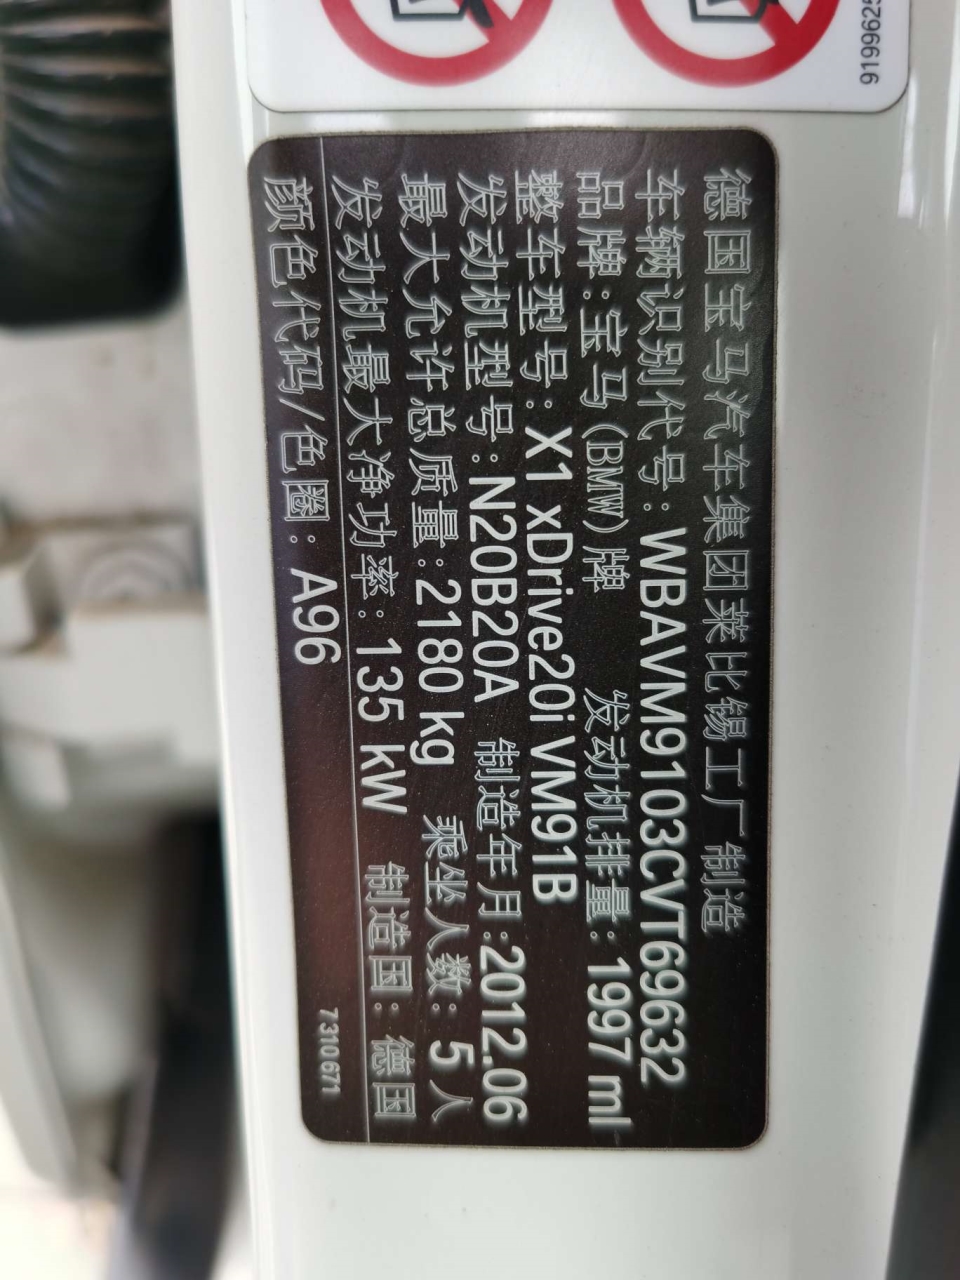 919962
德国宝马汽车集团莱比锡工厂制造
车辆识别代号:WBAVM9103CVT69632
品牌:宝马(BMW)牌 发动机排量:1997 ml
整车型号:X1 xDrive20i VM91B
发动机型号:N20B20A 制造年月:2012.06
最大允许总质量:2180 kg 乘坐人数:5人
发动机最大净功率:135 kW 制造国:德国
颜色代码/色圈:A96
7310671